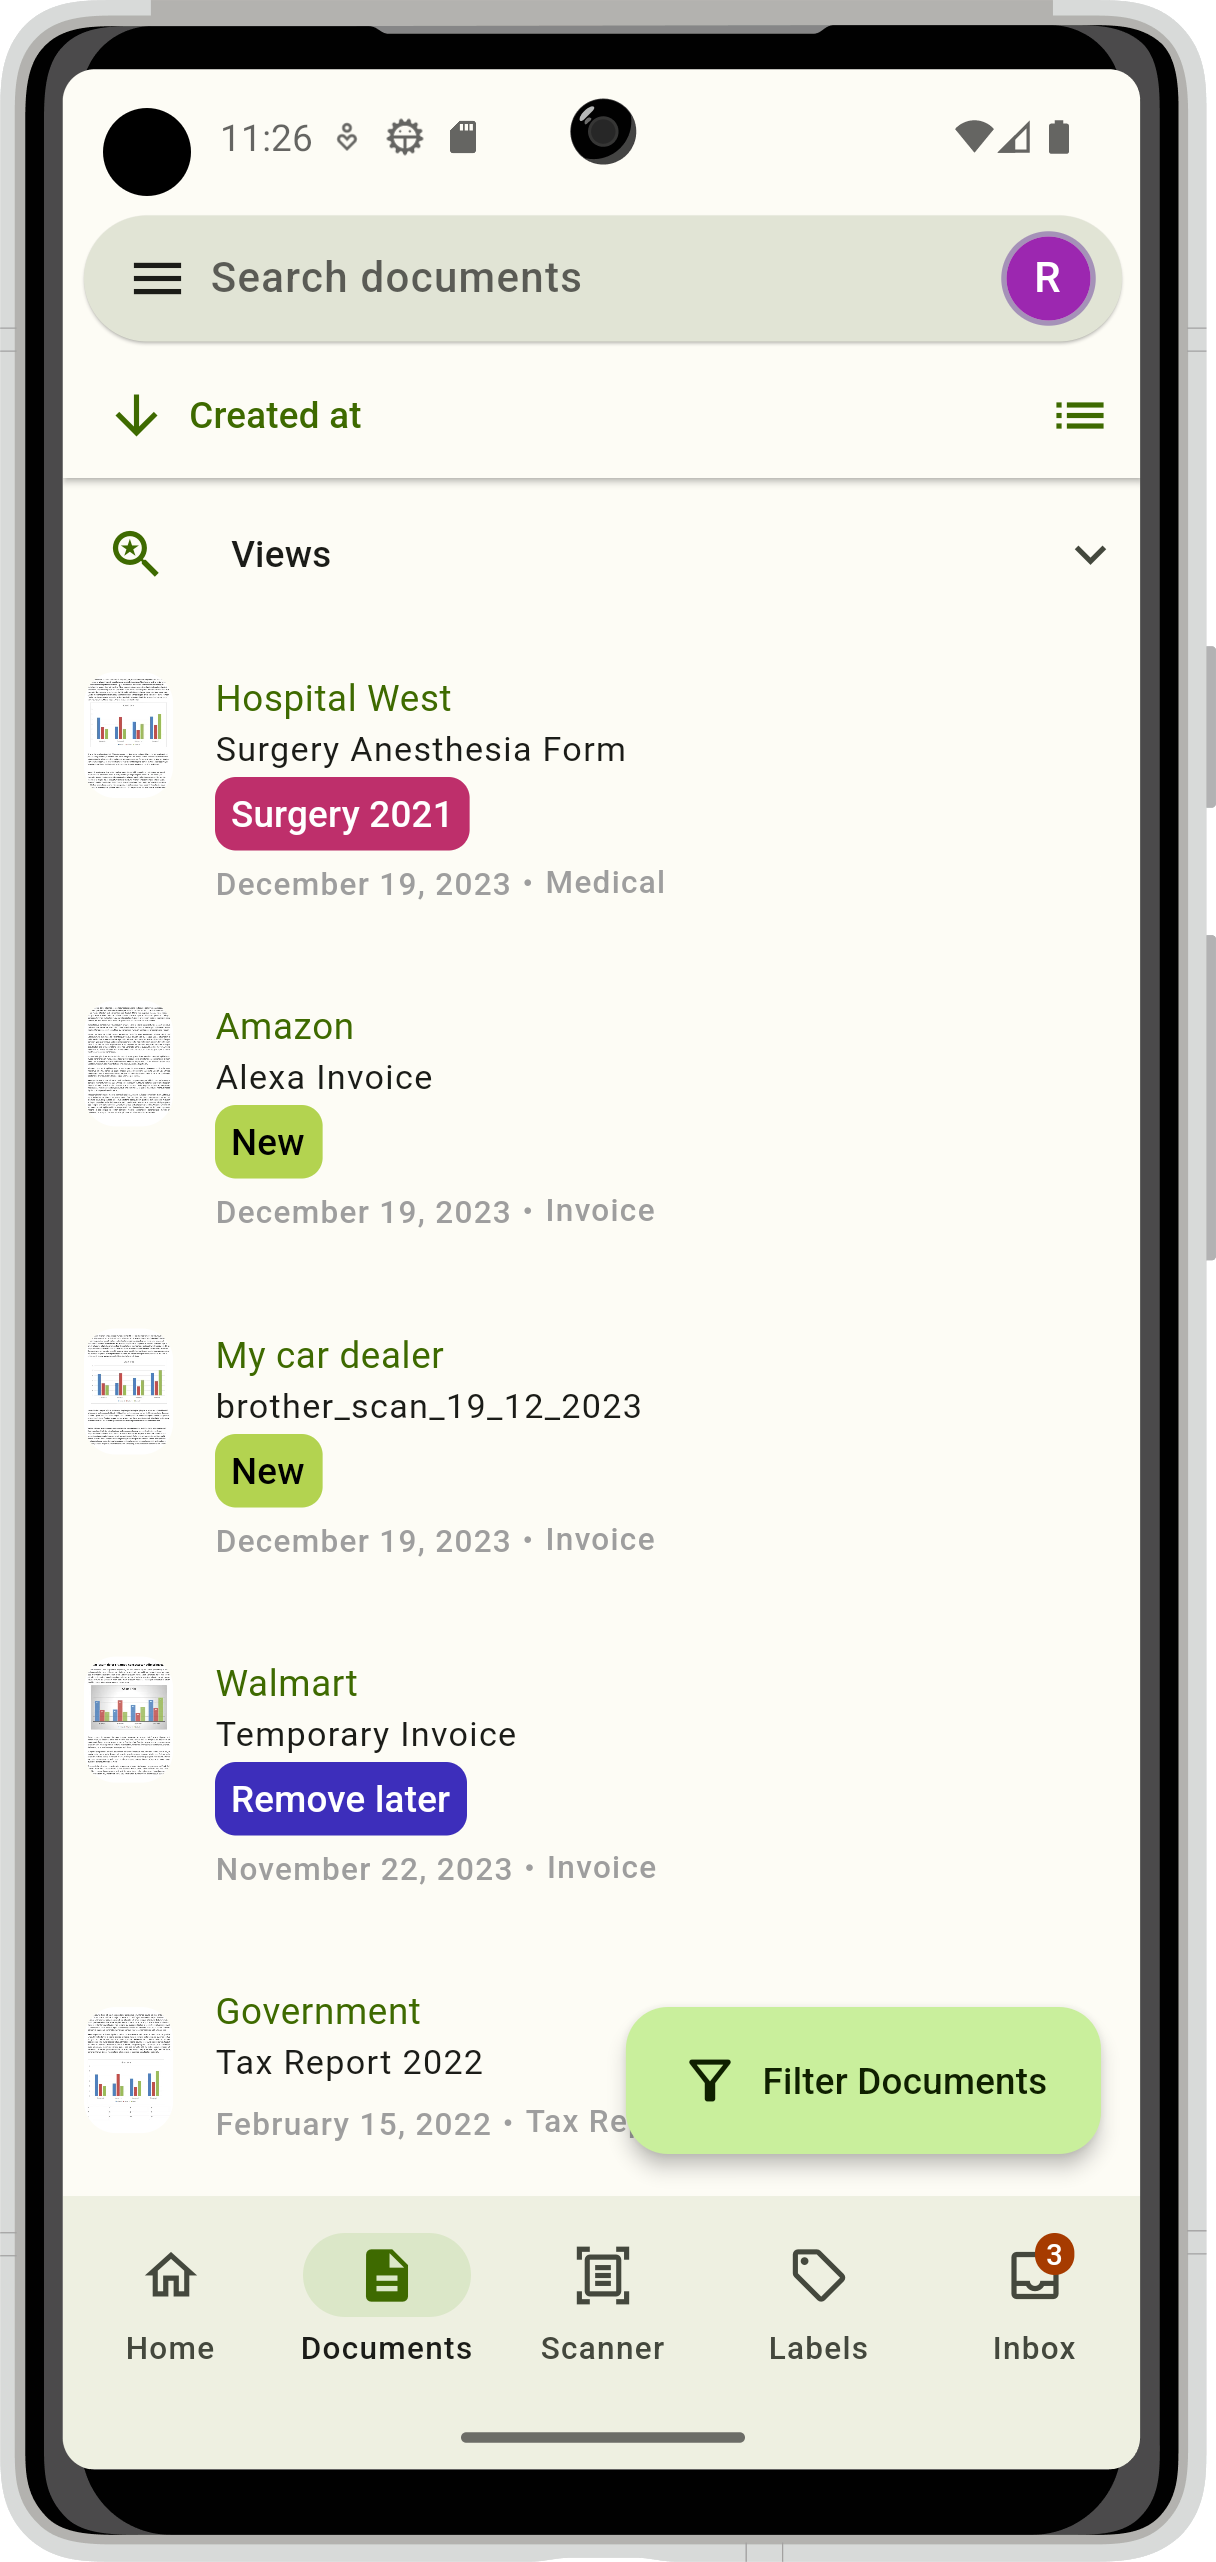 11:26
Search documents
R
Created at
Views
Hospital West
Surgery Anesthesia Form
Surgery 2021
December 19, 2023 • Medical
Amazon
Alexa Invoice
New
December 19, 2023 • Invoice
My car dealer
brother_scan_19_12_2023
New
December 19, 2023 • Invoice
Walmart
Temporary Invoice
Remove later
November 22, 2023 • Invoice
Government
Tax Report 2022
February 15, 2022 • Tax Re
Filter Documents
3
Home
Documents
Scanner
Labels
Inbox